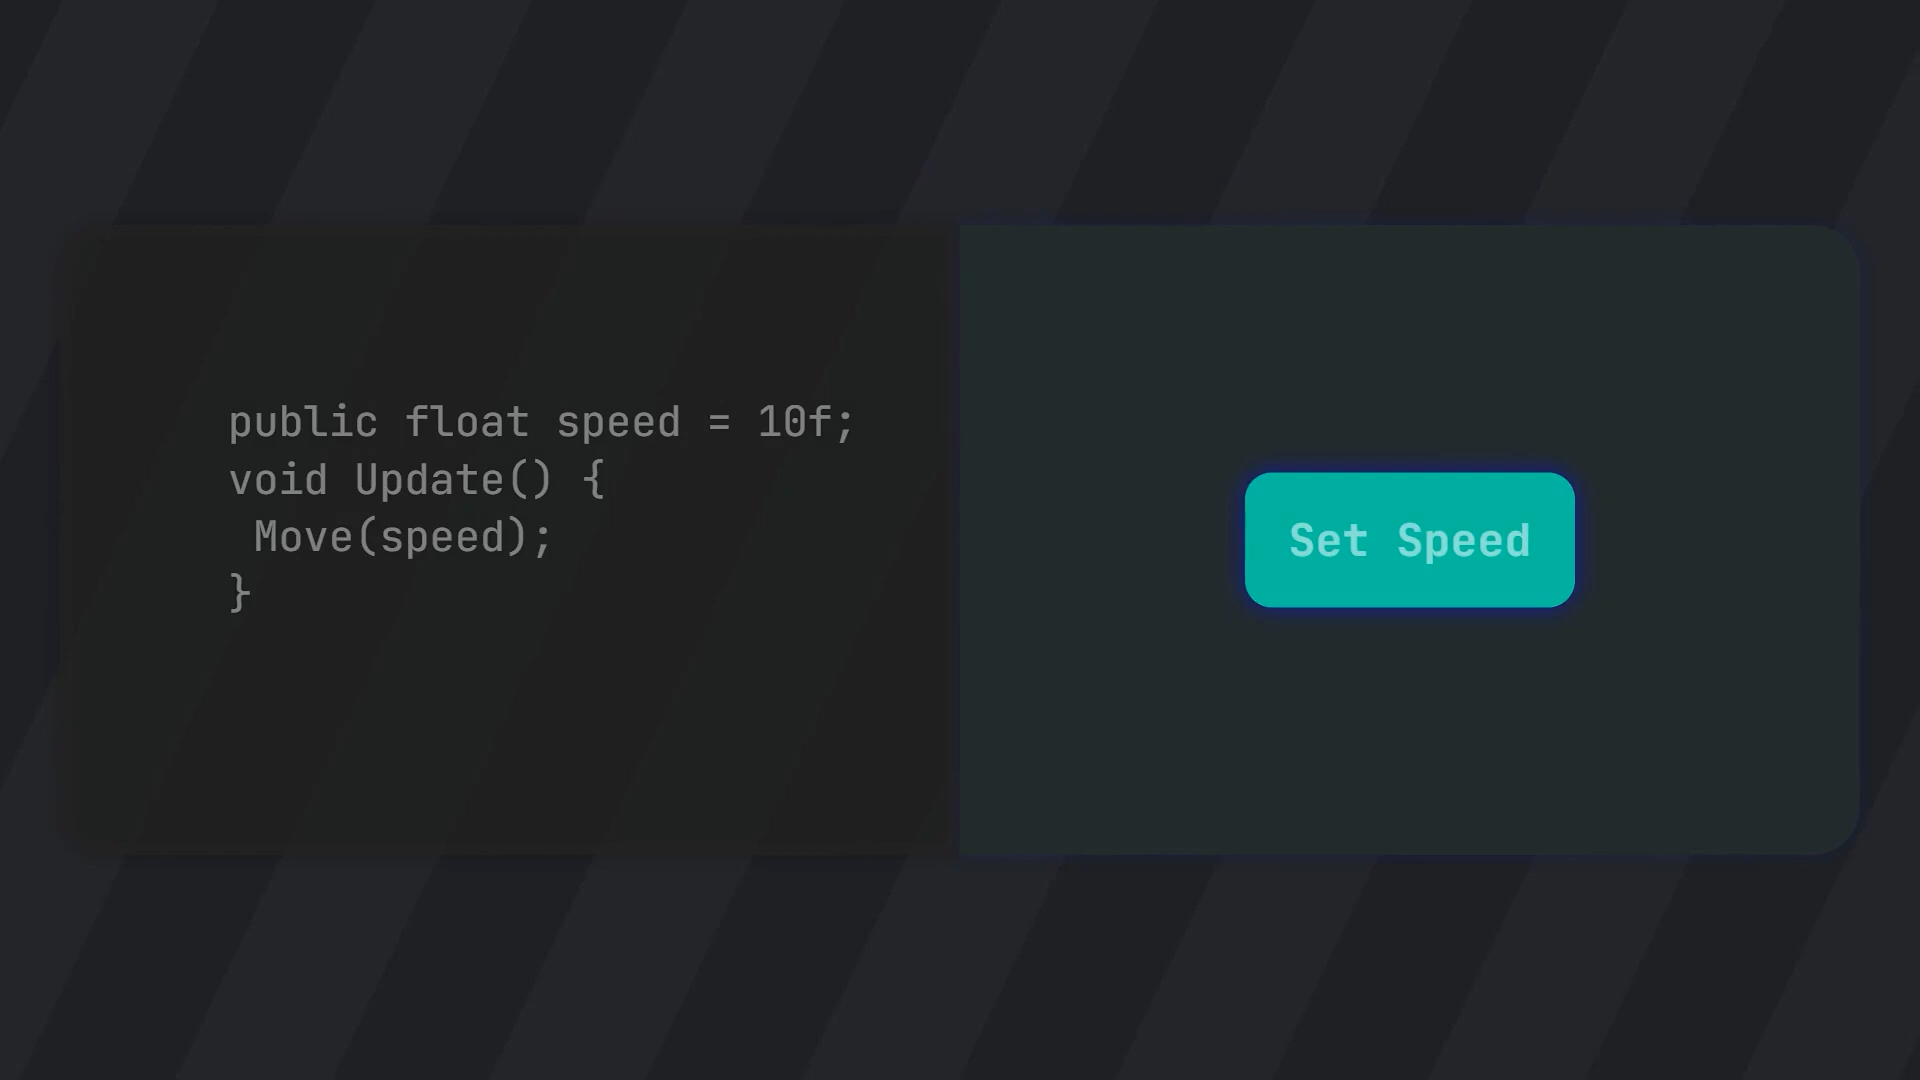 public float speed = 10f;
void Update() {
 Move(speed);
}
Set Speed